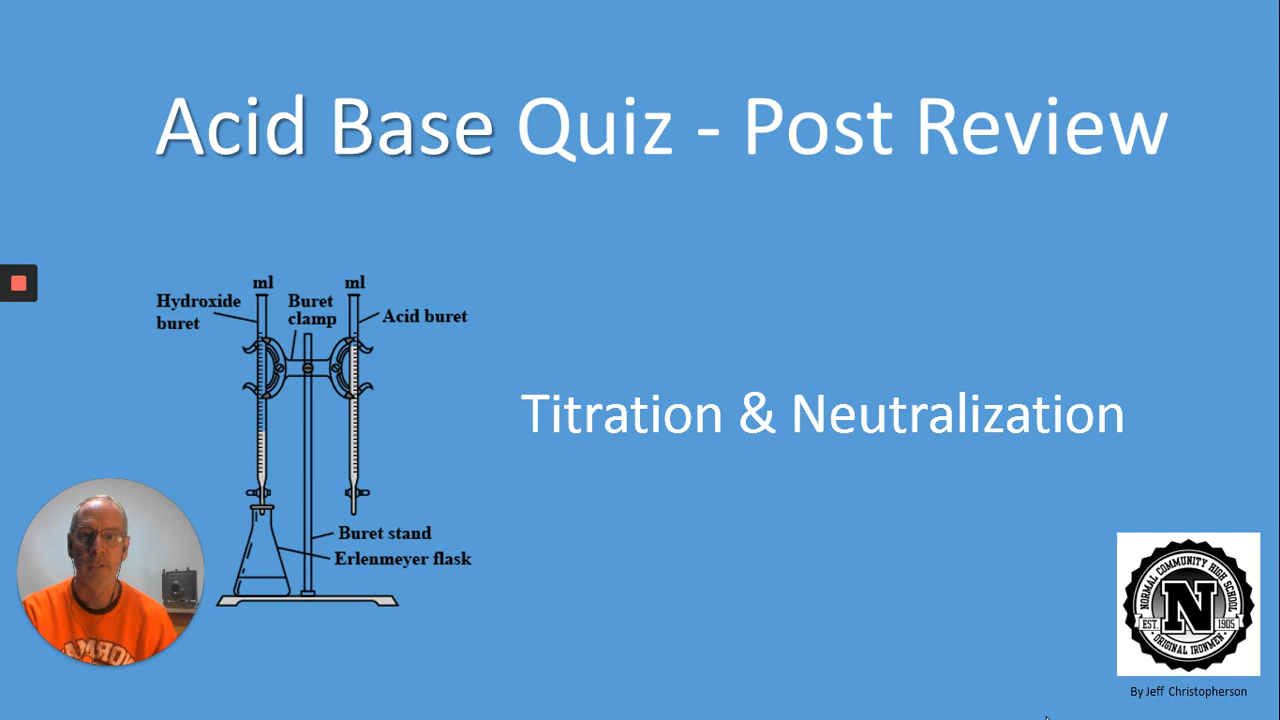 Acid Base Quiz - Post Review
ml
ml
Hydroxide
buret
Buret
clamp
Acid buret
Titration & Neutralization
Buret stand
Erlenmeyer flask
NORMAL COMMUNITY HIGH SCHOOL
N
EST. 1905
ORIGINAL IRONMEN
By Jeff Christopherson